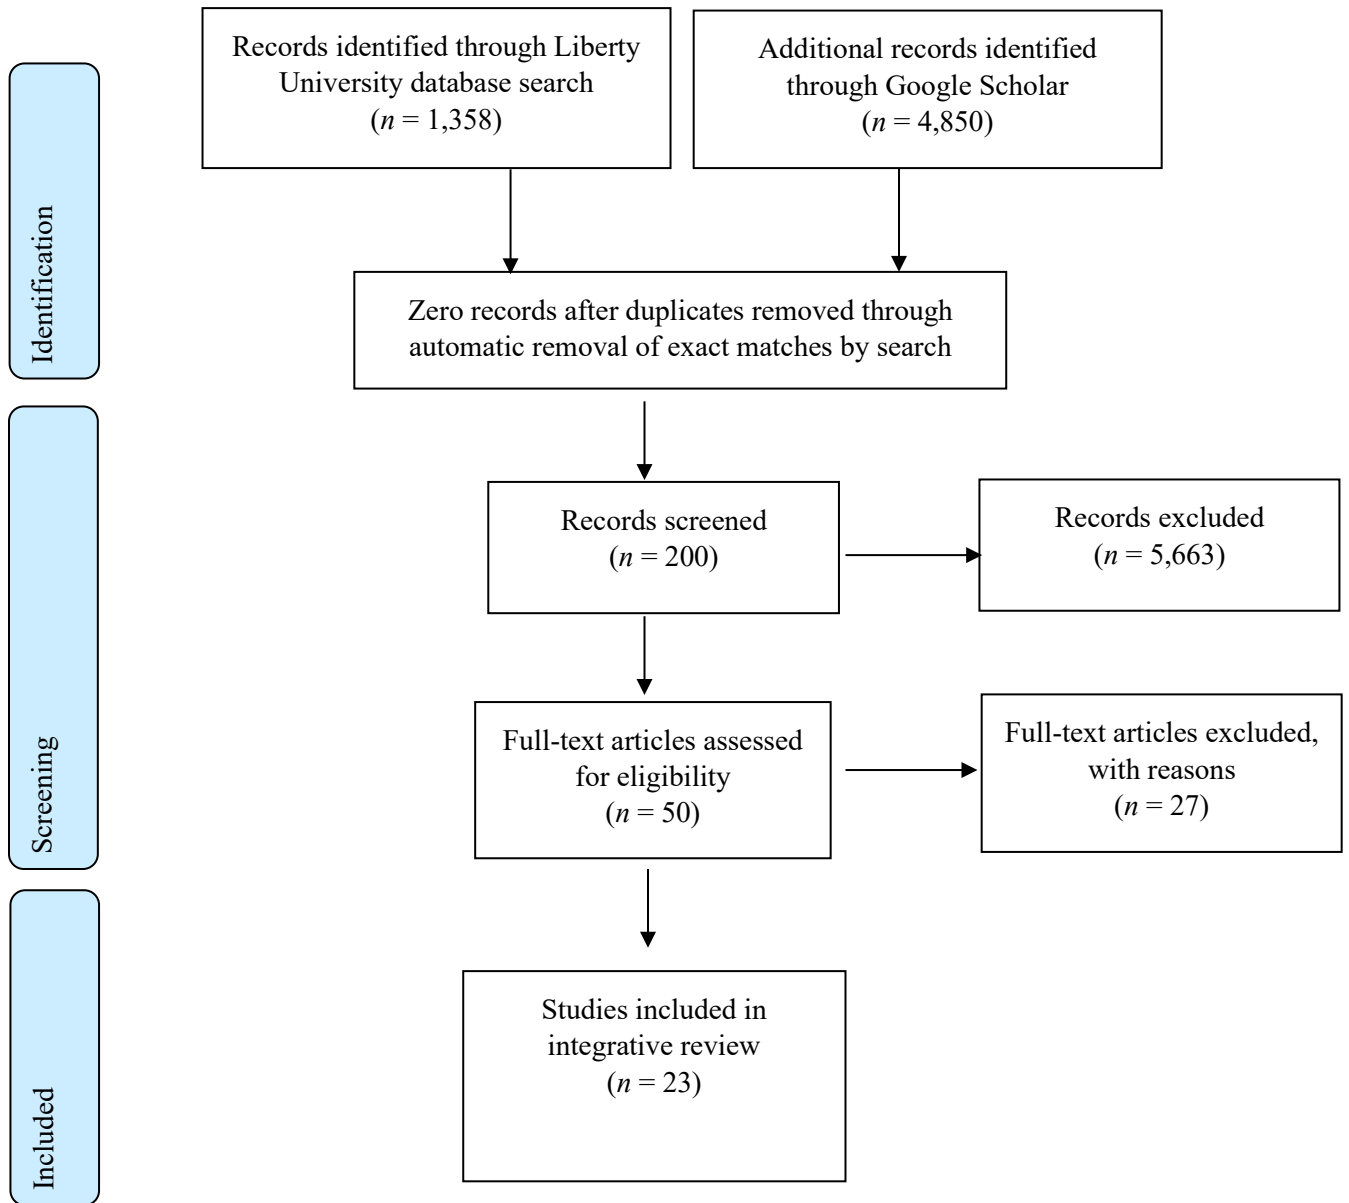 Records identified through Liberty
University database search
(n = 1,358)
Additional records identified
through Google Scholar
(n = 4,850)
Identification
Zero records after duplicates removed through
automatic removal of exact matches by search
Records screened
(n = 200)
Records excluded
(n = 5,663)
Screening
Full-text articles assessed
for eligibility
(n = 50)
Full-text articles excluded,
with reasons
(n = 27)
Included
Studies included in
integrative review
(n = 23)